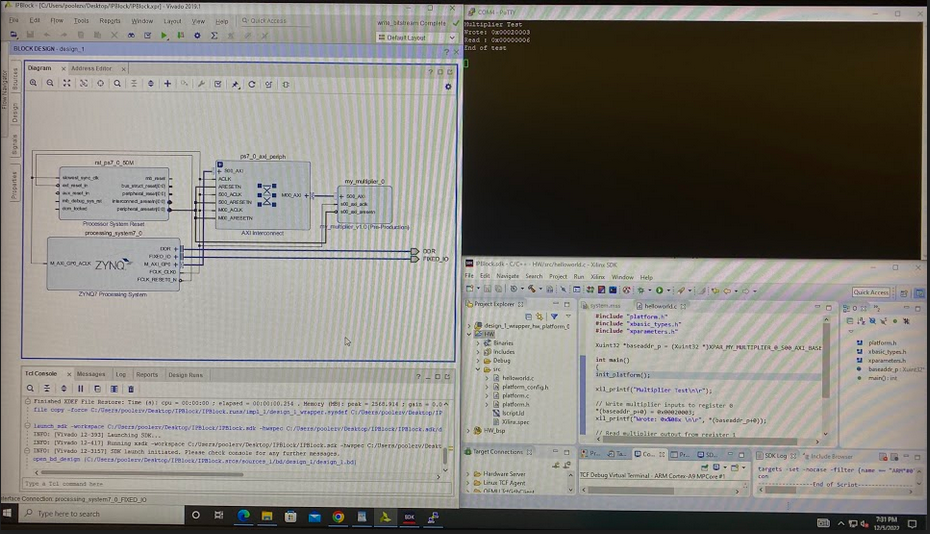 IPBlock - [C:/Users/poolesv/Desktop/IPBlock/IPBlock.xpr] - Vivado 2019.1
File Edit Flow Tools Reports Window Layout View Help Quick Access
write_bitstream Complete
Default Layout
BLOCK DESIGN - design_1
Flow Navigator
Sources
Design
Signals
Properties
Diagram
Address Editor
rst_ps7_0_50M
slowest_sync_clk mb_reset
ext_reset_in bus_struct_reset[0:0]
aux_reset_in peripheral_reset[0:0]
mb_debug_sys_rst interconnect_aresetn[0:0]
dcm_locked peripheral_aresetn[0:0]
Processor System Reset
ps7_0_axi_periph
S00_AXI
ACLK
ARESETN
S00_ACLK
S00_ARESETN
M00_ACLK
M00_ARESETN
M00_AXI
AXI Interconnect
my_multiplier_0
S00_AXI
s00_axi_aclk
s00_axi_aresetn
my_multiplier_v1.0 (Pre-Production)
processing_system7_0
M_AXI_GP0_ACLK
ZYNQ
DDR
FIXED_IO
M_AXI_GP0
FCLK_CLK0
FCLK_RESET0_N
ZYNQ7 Processing System
DDR
FIXED_IO
Tcl Console Messages Log Reports Design Runs
Finished XDEF File Restore: Time (s): cpu = 00:00:00 ; elapsed = 00:00:00.254 . Memory (MB): peak = 2568.914 ; gain = 0.0
file copy -force C:/Users/poolesv/Desktop/IPBlock/IPBlock.runs/impl_1/design_1_wrapper.sysdef C:/Users/poolesv/Desktop/IP
launch_sdk -workspace C:/Users/poolesv/Desktop/IPBlock/IPBlock.sdk -hwspec C:/Users/poolesv/Desktop/IPBlock/IPBlock.sdk/d
INFO: [Vivado 12-393] Launching SDK...
INFO: [Vivado 12-417] Running xsdk -workspace C:/Users/poolesv/Desktop/IPBlock/IPBlock.sdk -hwspec C:/Users/poolesv/Deskt
INFO: [Vivado 12-3157] SDK launch initiated. Please check console for any further messages.
open_bd_design {C:/Users/poolesv/Desktop/IPBlock/IPBlock.srcs/sources_1/bd/design_1/design_1.bd}
Type a Tcl command here
derface Connection: processing_system7_0_FIXED_IO
COM4 - PuTTY
Multiplier Test
Wrote: 0x00020003
Read : 0x00000006
End of test
IPBlock.sdk - C/C++ - HW/src/helloworld.c - Xilinx SDK
File Edit Navigate Search Project Run Xilinx Window Help
Quick Access
Project Explorer
design_1_wrapper_hw_platform_0
HW
Binaries
Includes
Debug
src
helloworld.c
platform_config.h
platform.c
platform.h
lscript.ld
Xilinx.spec
HW_bsp
system.mss
helloworld.c
#include "platform.h"
#include "xbasic_types.h"
#include "xparameters.h"
Xuint32 *baseaddr_p = (Xuint32 *)XPAR_MY_MULTIPLIER_0_S00_AXI_BASE
int main()
{
init_platform();
xil_printf("Multiplier Test\n\r");
// Write multiplier inputs to register 0
*(baseaddr_p+0) = 0x00020003;
xil_printf("Wrote: 0x%08x \n\r", *(baseaddr_p+0));
// Read multiplier output from register 1
platform.h
xbasic_types.h
xparameters.h
baseaddr_p : Xuint
main() : int
Target Connections
Hardware Server
Linux TCF Agent
TCF Debug Virtual Terminal - ARM Cortex-A9 MPCore #1
SDK Log
Include Browser
targets -set -nocase -filter {name =~ "ARM*#0
con
----------------End of Script----------------
Type here to search
SDK
7:01 PM